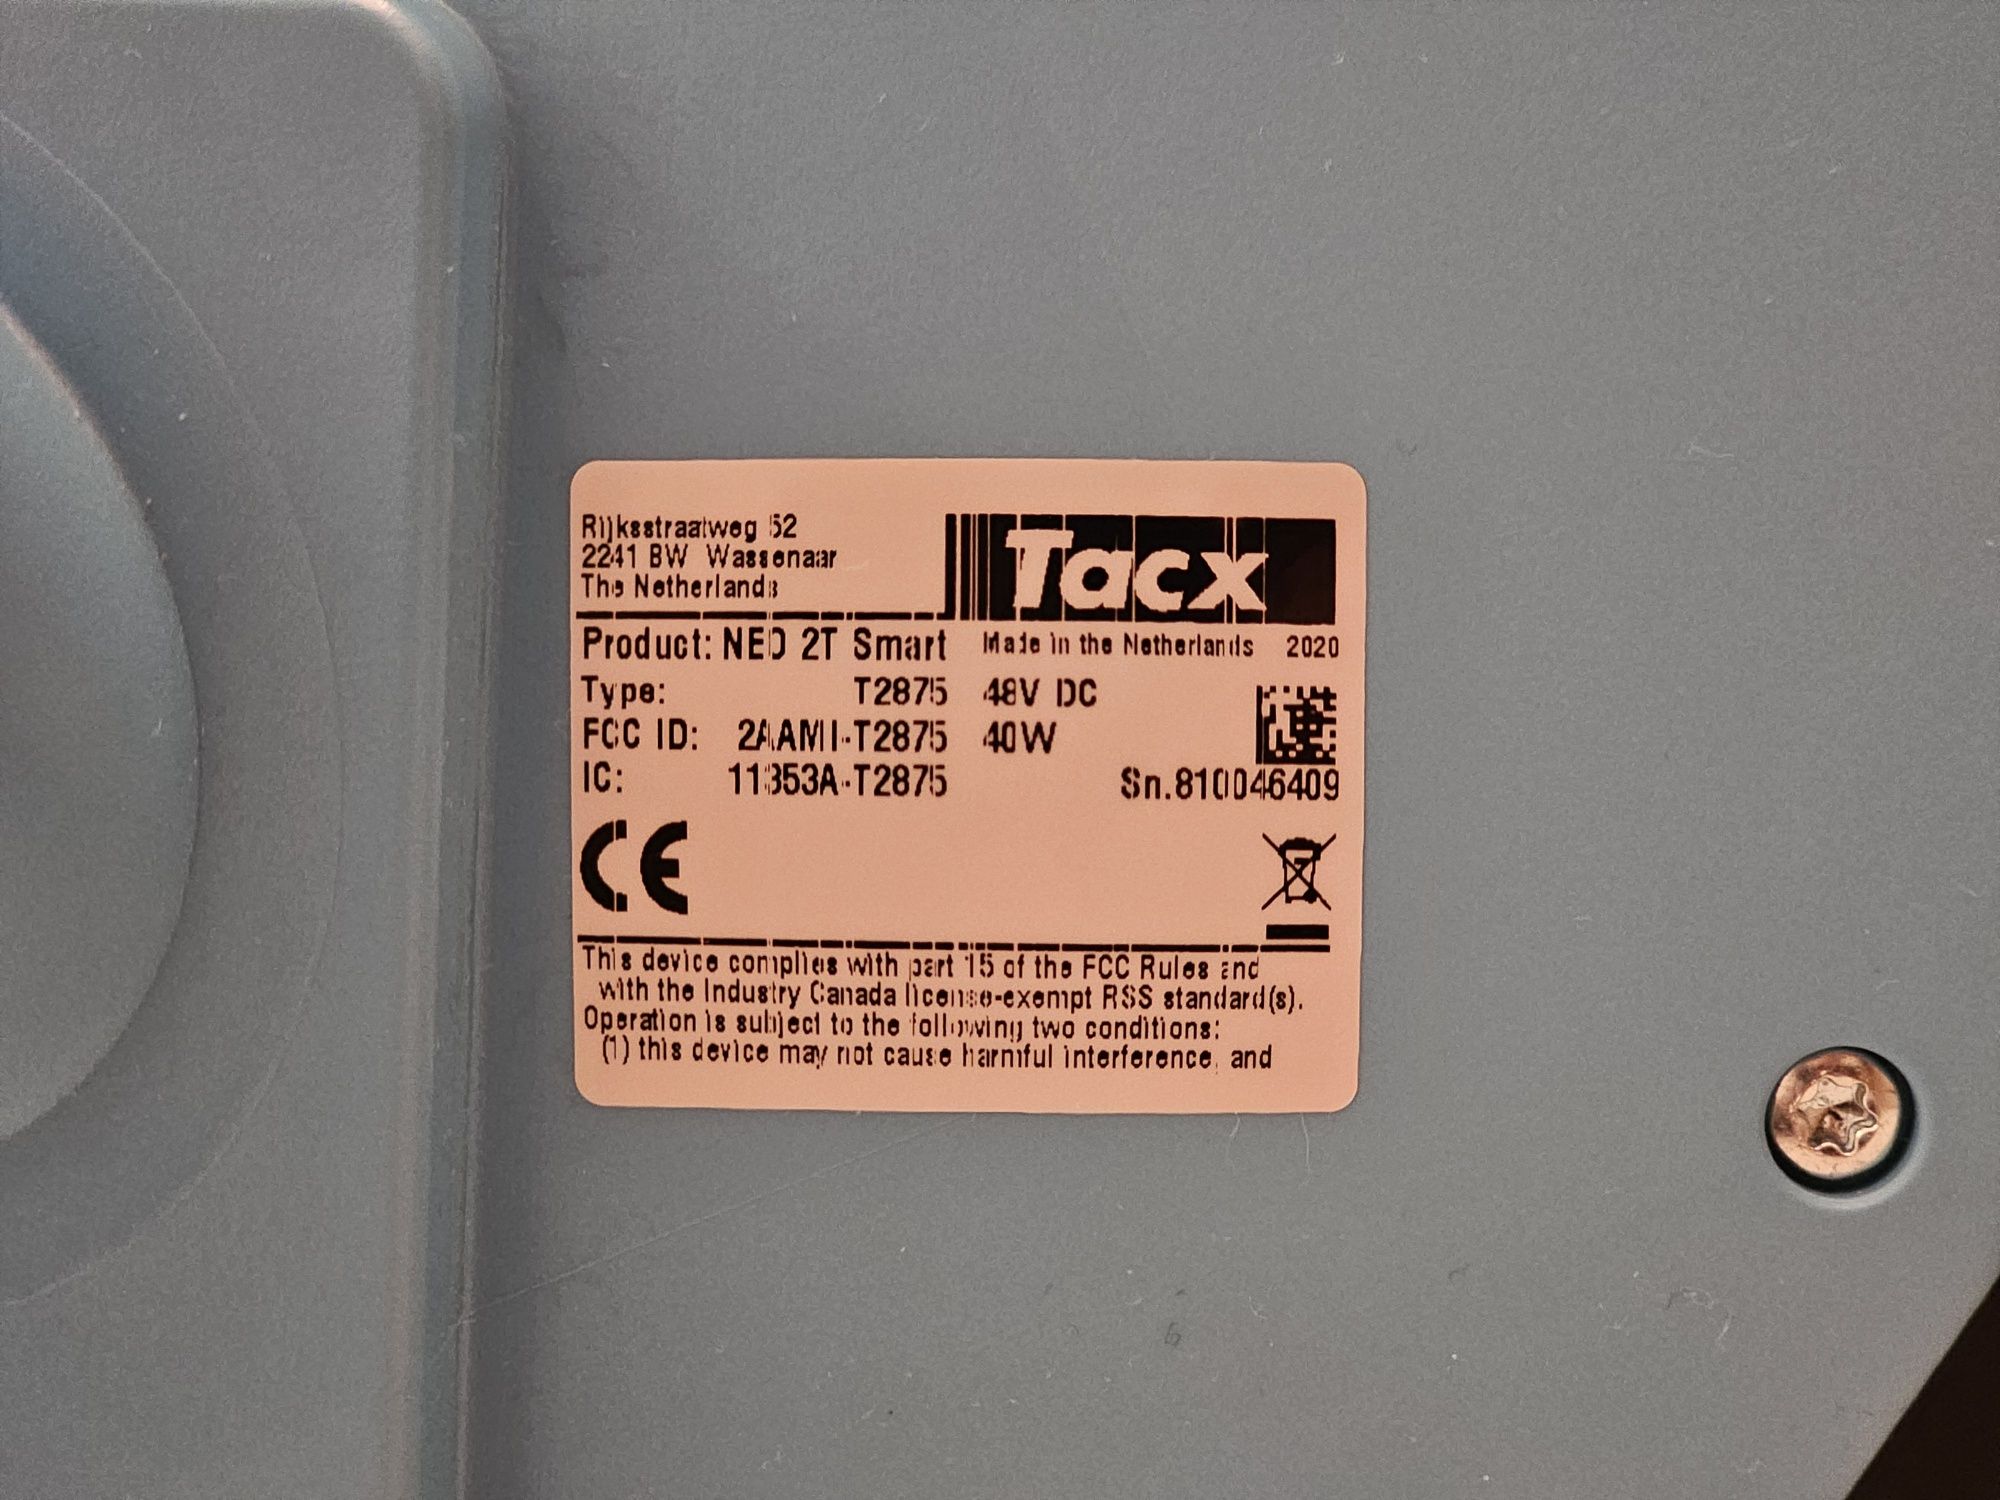 Rijksstraatweg 52
2241 BW Wassenaar
The Netherlands
Tacx
Product: NEO 2T Smart
Made in the Netherlands 2020
Type: T2875 48V DC
FCC ID: 2AAMI-T2875 40W
IC: 11353A-T2875
Sn.810046409
CE
This device complies with part 15 of the FCC Rules and
with the Industry Canada license-exempt RSS standard(s).
Operation is subject to the following two conditions:
(1) this device may not cause harmful interference, and